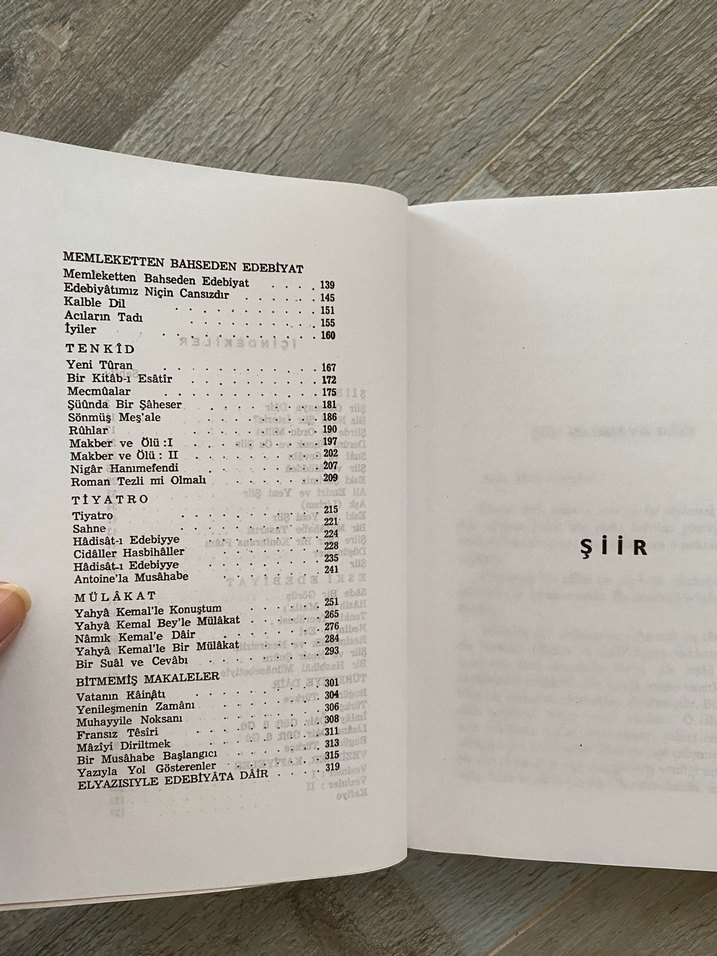 MEMLEKETTEN BAHSEDEN EDEBİYAT
Memleketten Bahseden Edebiyat . . . . 139
Edebiyâtımız Niçin Cansızdır . . . . . 145
Kalble Dil . . . . . . . . 151
Acıların Tadı . . . . . . . . 155
İyiler . . . . . . . . . 160
TENKÎD
Yeni Tûran . . . . . . . . 167
Bir Kitâb-ı Esâtîr . . . . . . . 172
Mecmûalar . . . . . . . . 175
Şüûnda Bir Şâheser . . . . . . 181
Sönmüş Meş'ale . . . . . . . 186
Rûhlar . . . . . . . . . 190
Makber ve Ölü : I . . . . . . . 197
Makber ve Ölü : II . . . . . . . 202
Nigâr Hanımefendi . . . . . . . 207
Roman Tezli mi Olmalı . . . . . . 209
TİYATRO
Tiyatro . . . . . . . . . 215
Sahne . . . . . . . . . 221
Hâdisât-ı Edebiyye . . . . . . . 224
Cidâller Hasbihâller . . . . . . 228
Hâdisât-ı Edebiyye . . . . . . . 235
Antoine'la Musâhabe . . . . . . 241
MÜLÂKAT
Yahyâ Kemal'le Konuştum . . . . . 251
Yahyâ Kemal Bey'le Mülâkat . . . . . 265
Nâmık Kemal'e Dâir . . . . . . 276
Yahyâ Kemal'le Bir Mülâkat . . . . . 284
Bir Suâl ve Cevâbı . . . . . . . 293
BİTMEMİŞ MAKALELER
Vatanın Kâinâtı . . . . . . . 301
Yenileşmenin Zamânı . . . . . . 304
Muhayyile Noksanı . . . . . . . 306
Fransız Têsîri . . . . . . . 308
Mâziyi Diriltmek . . . . . . . 311
Bir Musâhabe Başlangıcı . . . . . 313
Yazıyla Yol Gösterenler . . . . . 315
ELYAZISIYLE EDEBİYÂTA DÂİR . . . . 319
ŞİİR